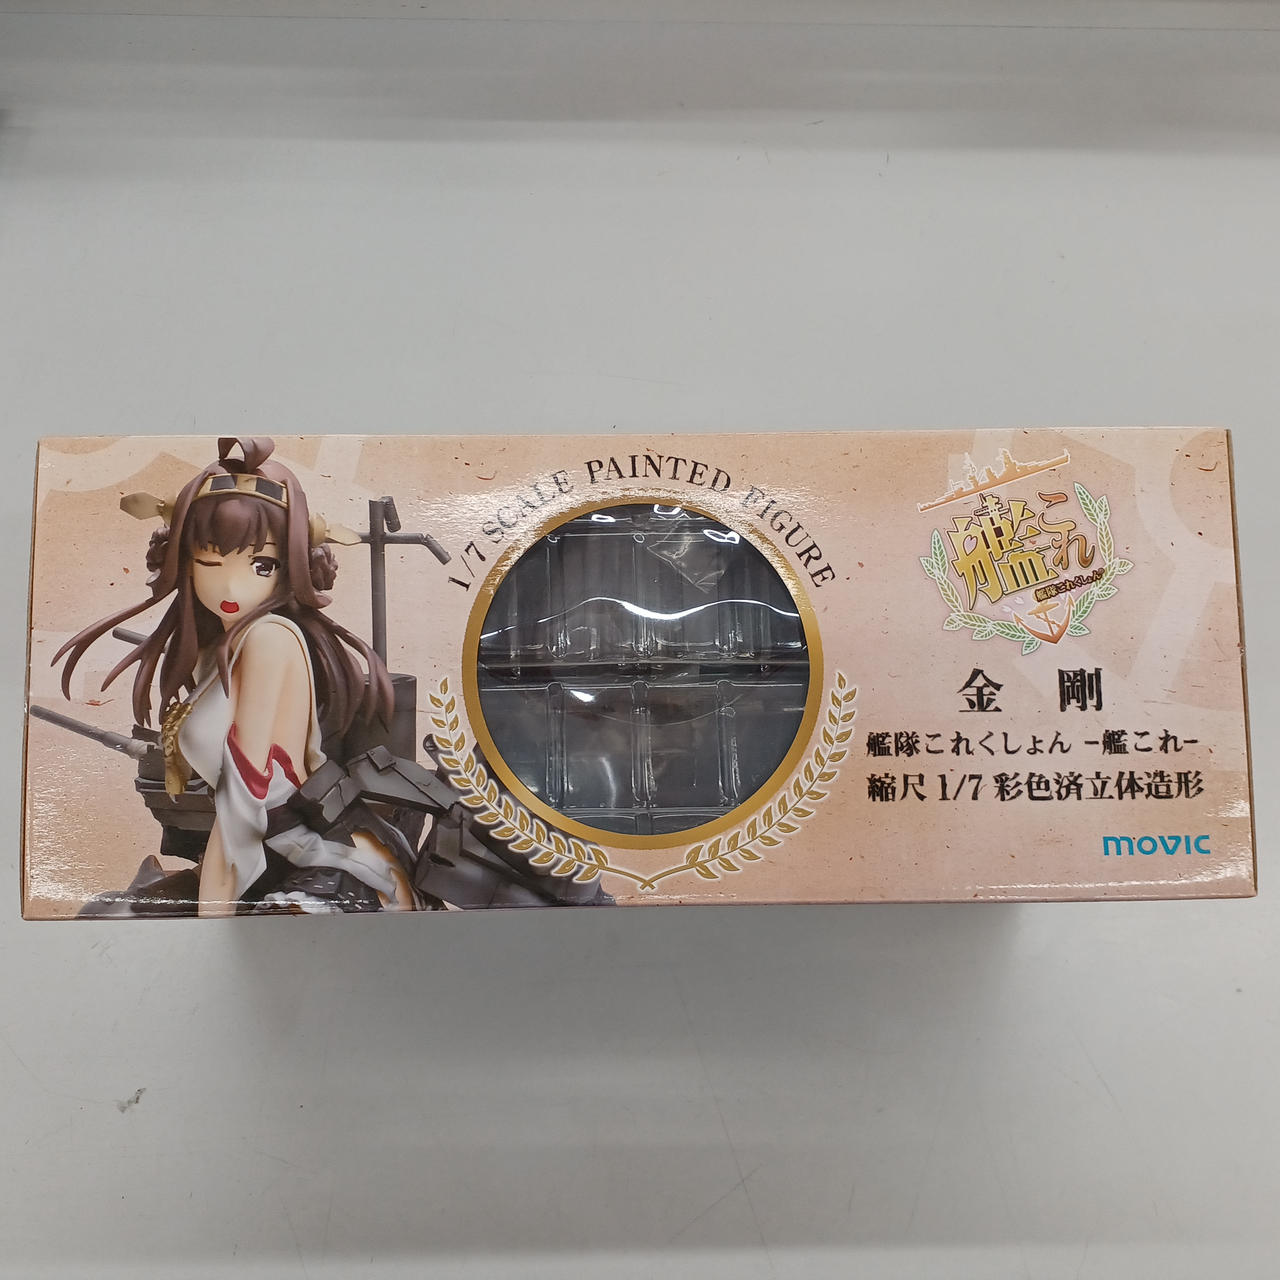 1/7 SCALE PAINTED FIGURE
艦これ
艦隊これくしょん
金剛
艦隊これくしょん -艦これ-
縮尺 1/7 彩色済立体造形
movic